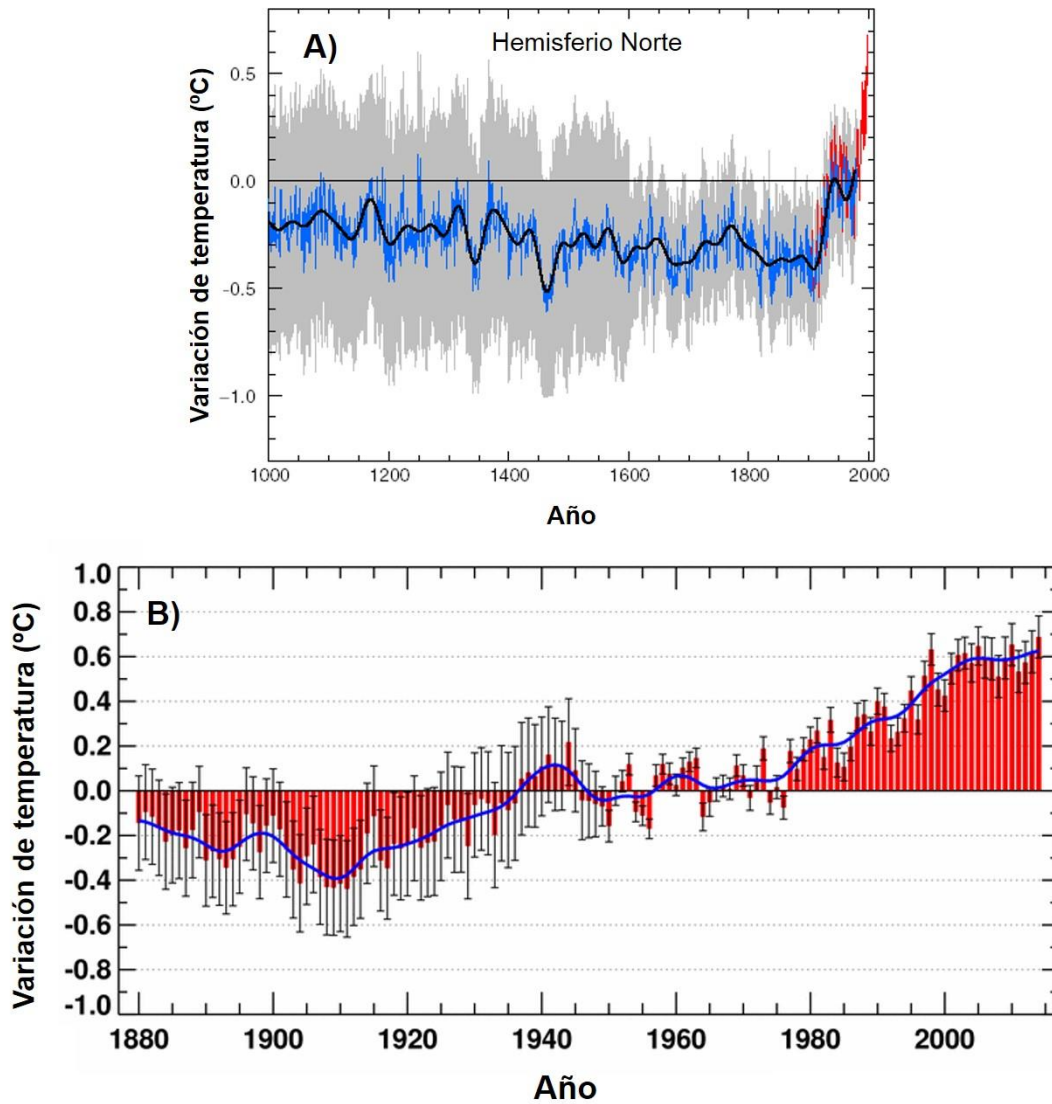 A)
Hemisferio Norte
Variación de temperatura (ºC)
0.5
0.0
-0.5
-1.0
1000 1200 1400 1600 1800 2000
Año
B)
Variación de temperatura (ºC)
1.0
0.8
0.6
0.4
0.2
0.0
-0.2
-0.4
-0.6
-0.8
-1.0
1880 1900 1920 1940 1960 1980 2000
Año